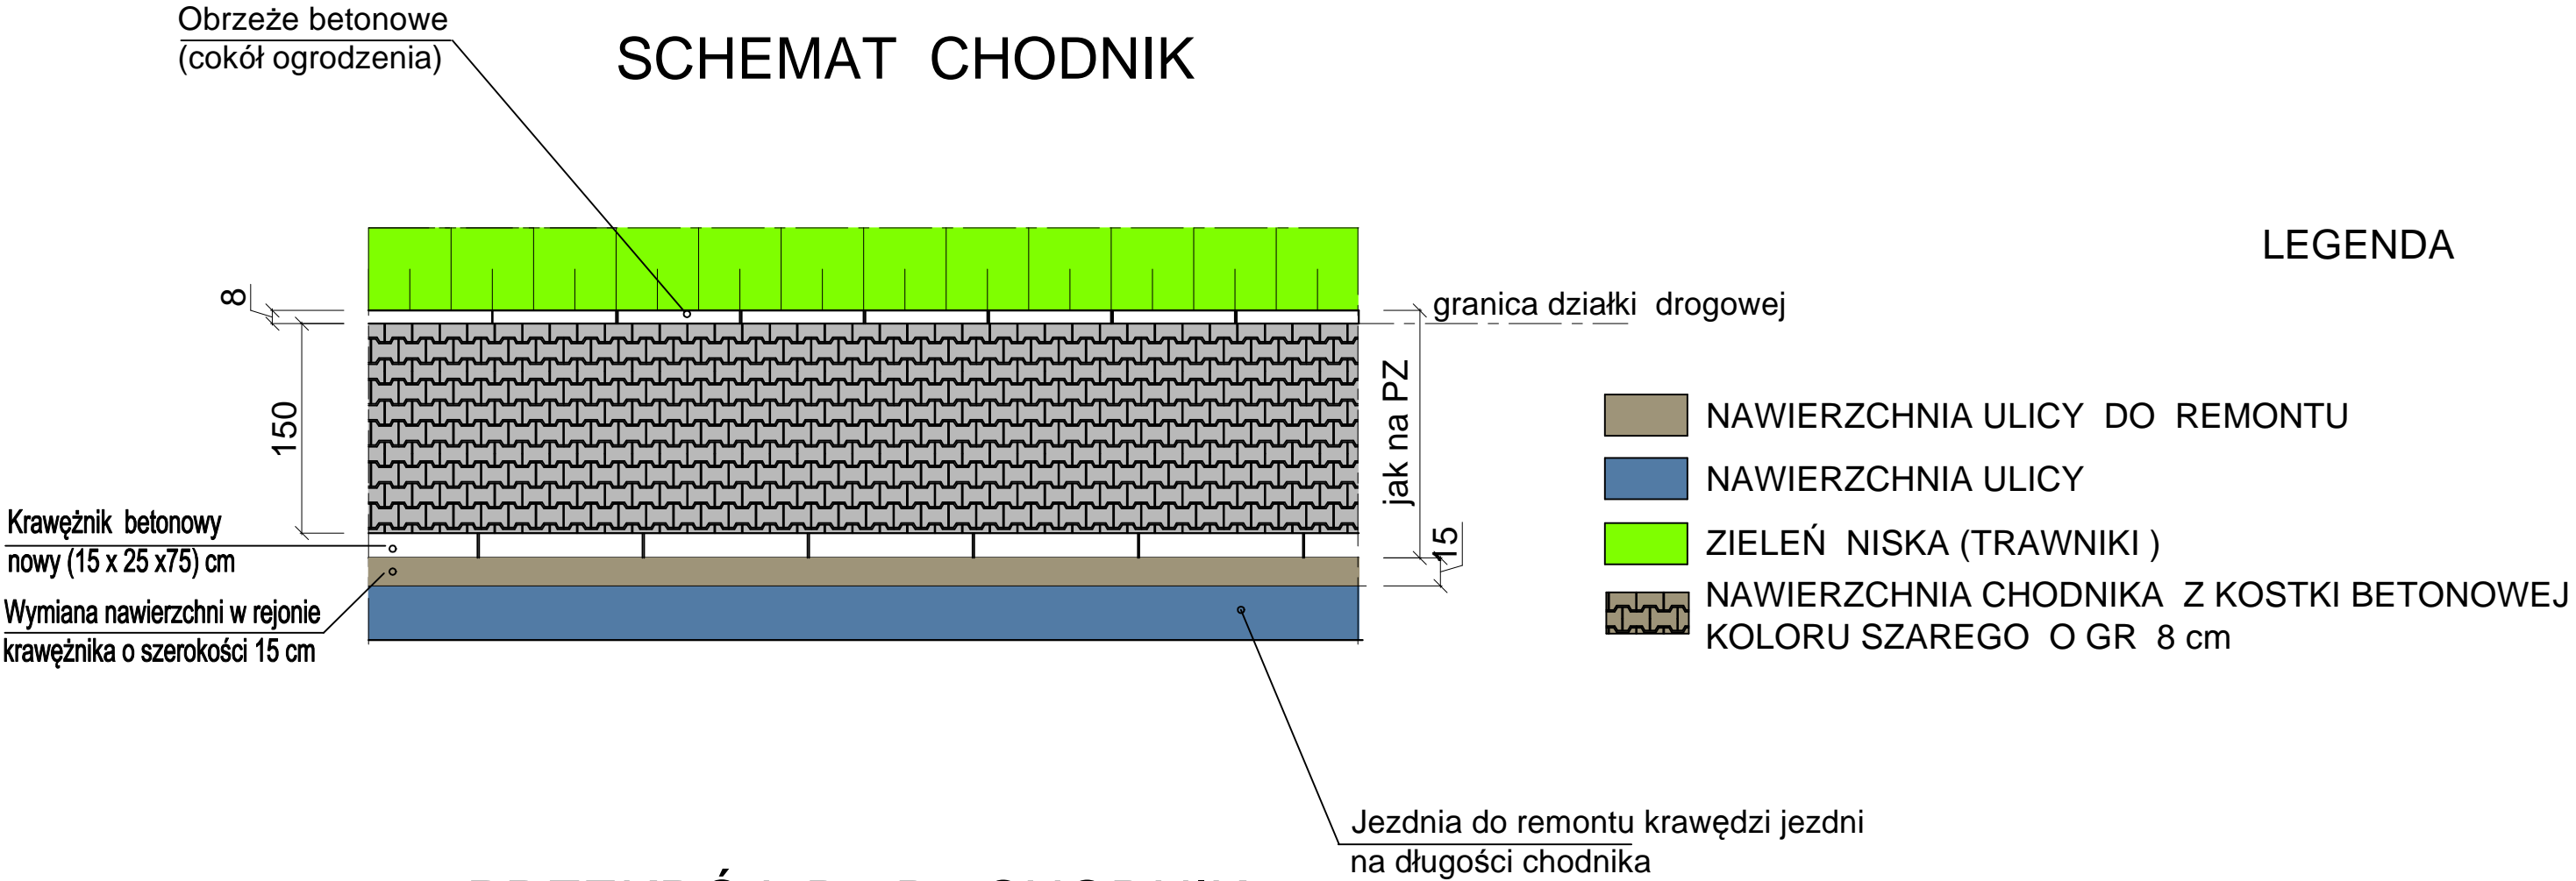 Obrzeże betonowe
(cokół ogrodzenia)
SCHEMAT CHODNIK
LEGENDA
8
granica działki drogowej
150
jak na PZ
15
NAWIERZCHNIA ULICY DO REMONTU
NAWIERZCHNIA ULICY
ZIELEŃ NISKA (TRAWNIKI )
NAWIERZCHNIA CHODNIKA Z KOSTKI BETONOWEJ
KOLORU SZAREGO O GR 8 cm
Krawężnik betonowy
nowy (15 x 25 x75) cm
Wymiana nawierzchni w rejonie
krawężnika o szerokości 15 cm
Jezdnia do remontu krawędzi jezdni
na długości chodnika